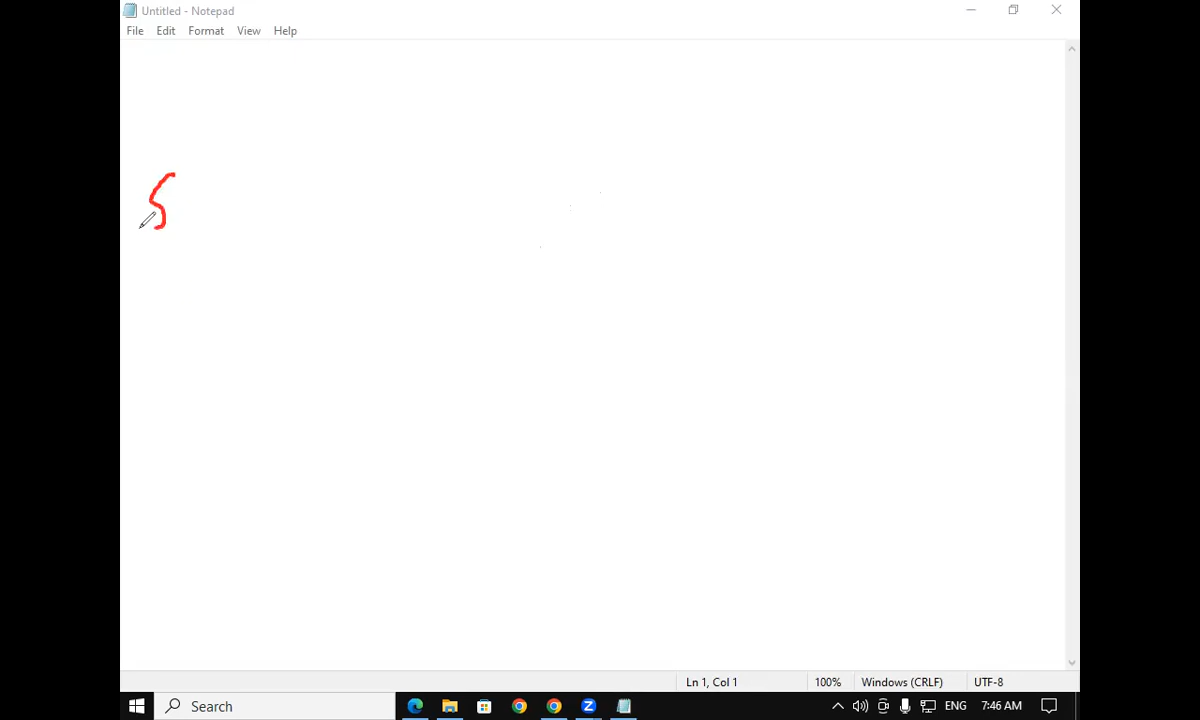 Untitled - Notepad
File Edit Format View Help
S
Ln 1, Col 1 100% Windows (CRLF) UTF-8
Search ENG 7:46 AM